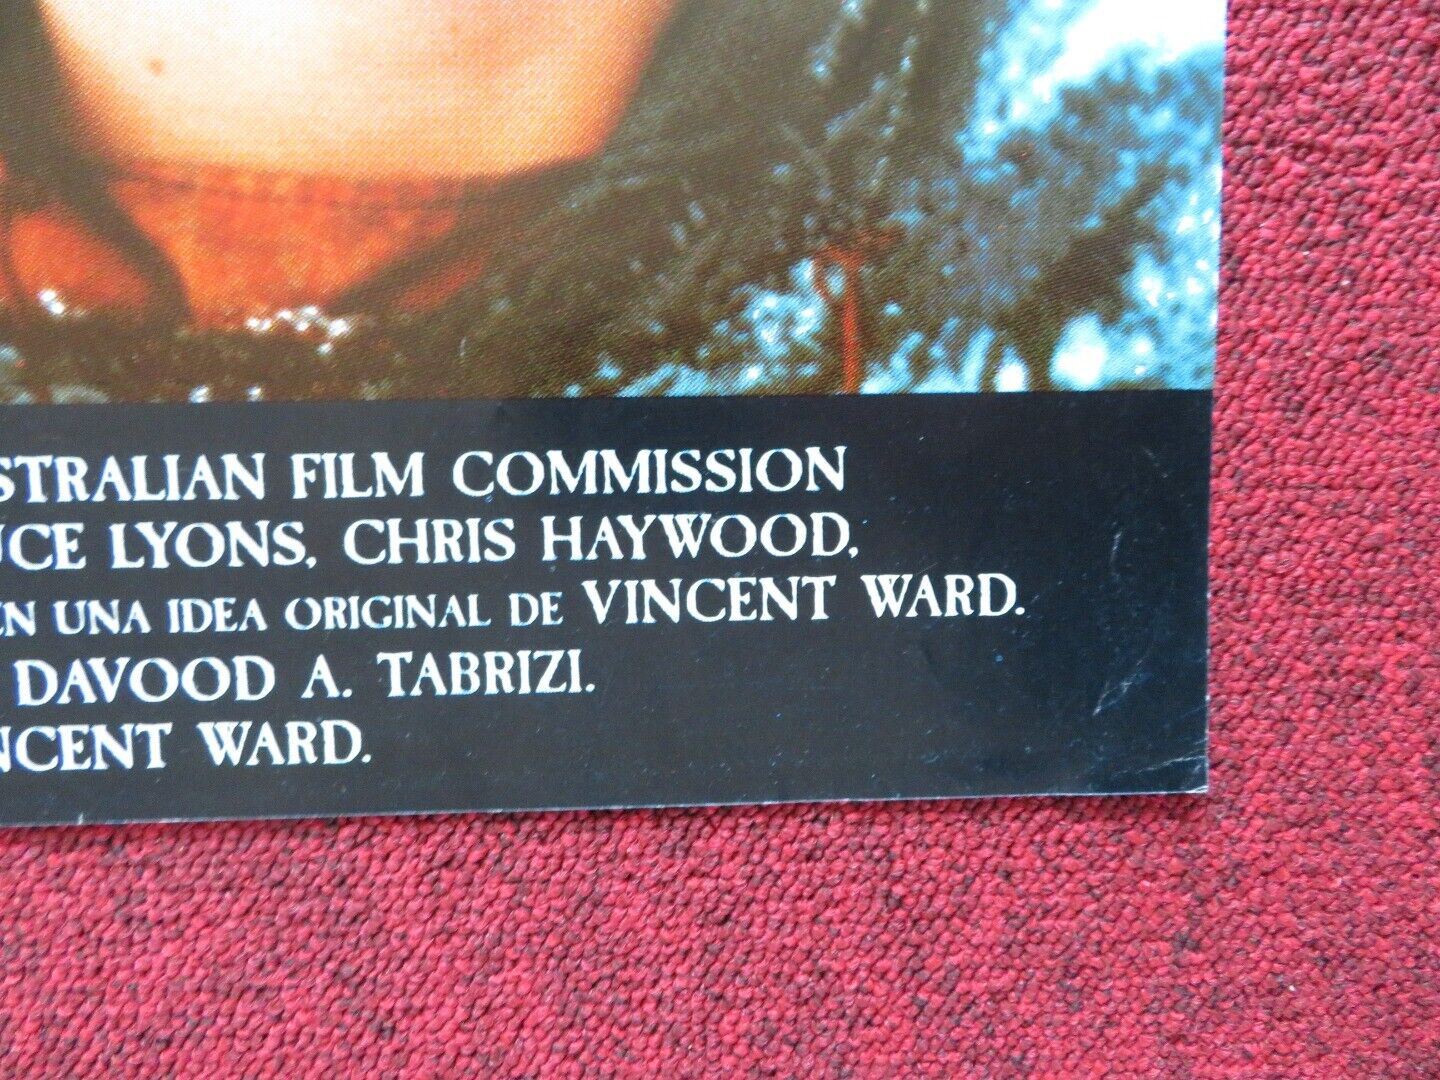 STRALIAN FILM COMMISSION
UCE LYONS, CHRIS HAYWOOD,
EN UNA IDEA ORIGINAL DE VINCENT WARD.
DAVOOD A. TABRIZI.
NCENT WARD.